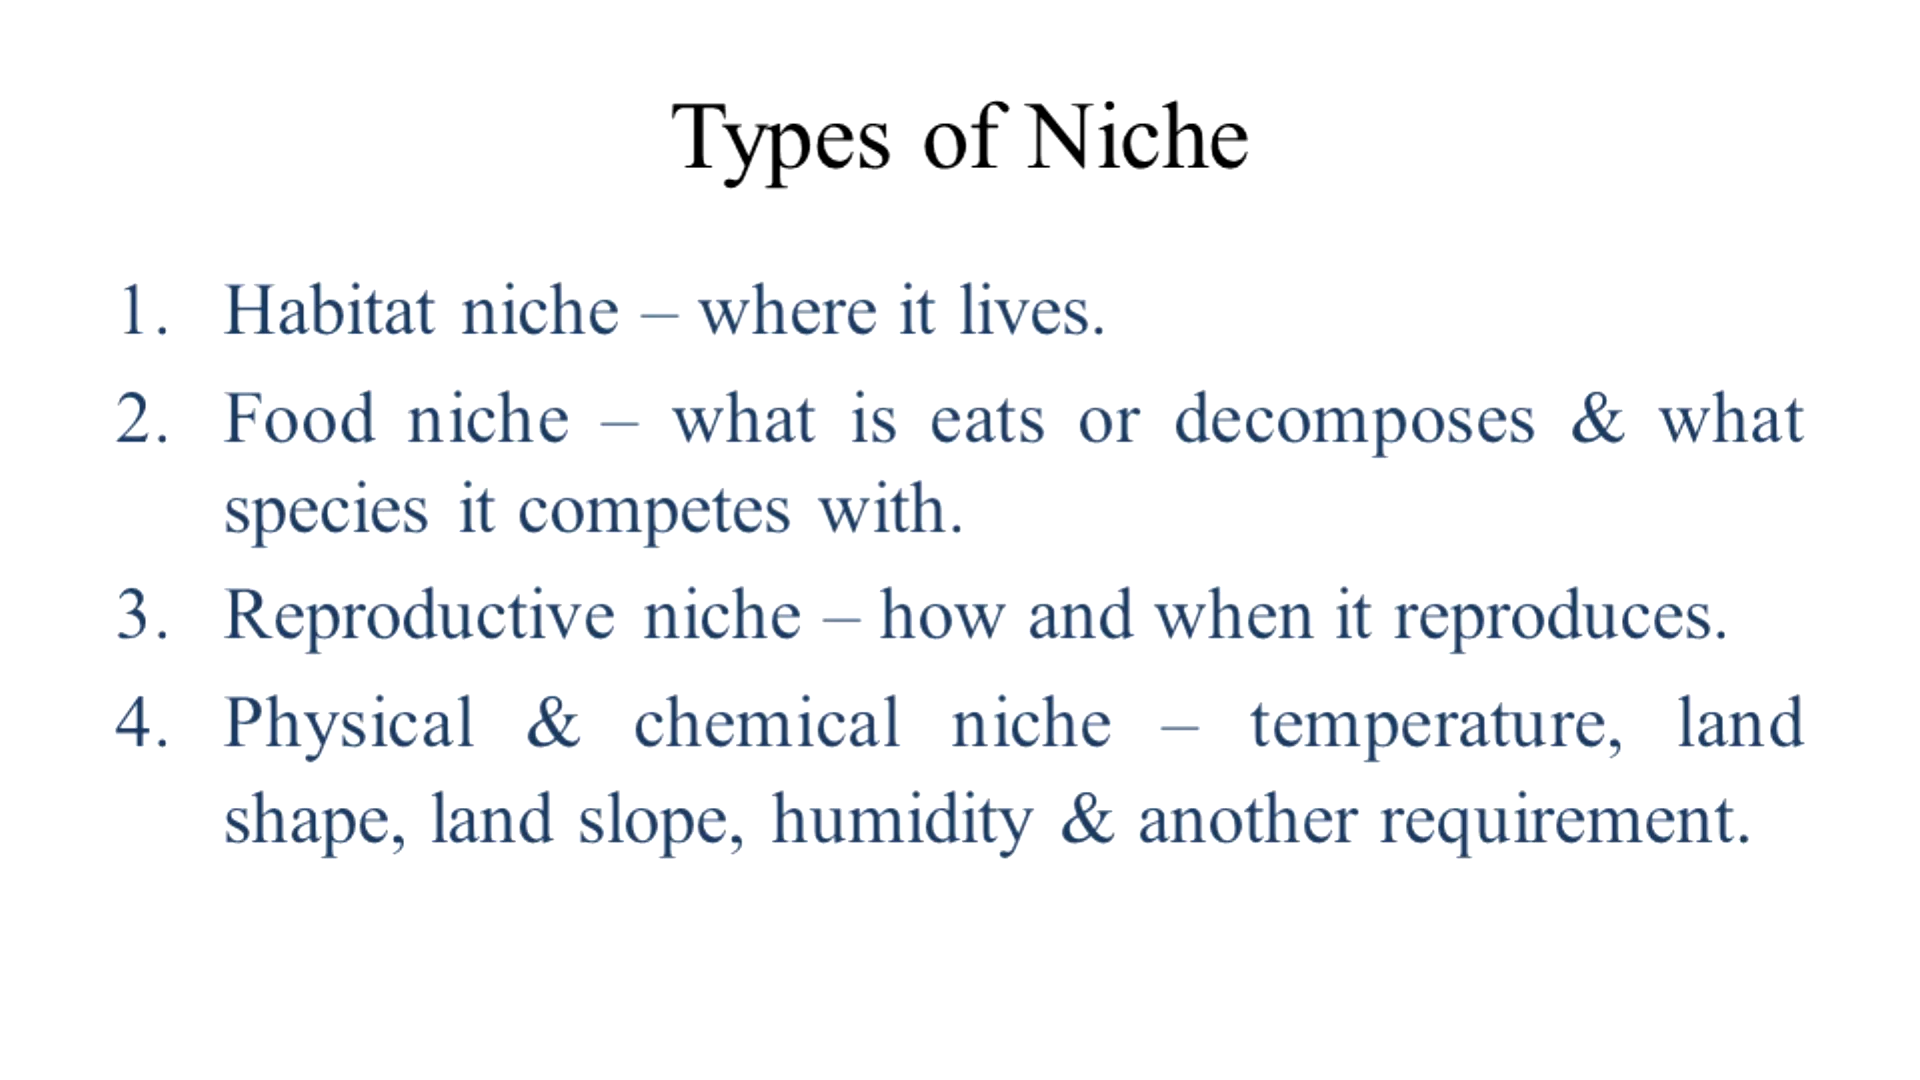 Types of Niche
1. Habitat niche – where it lives.
2. Food niche – what is eats or decomposes & what
species it competes with.
3. Reproductive niche – how and when it reproduces.
4. Physical & chemical niche – temperature, land
shape, land slope, humidity & another requirement.